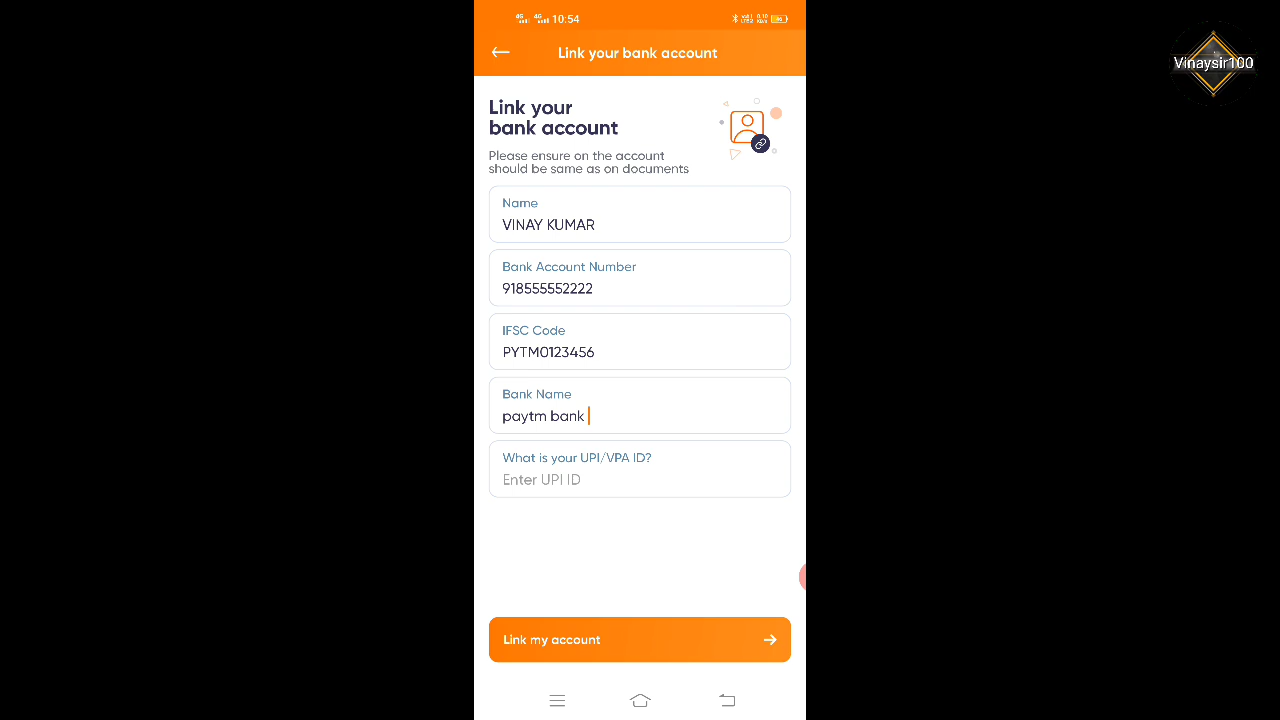 4G 4G 10:54
Link your bank account
Vinaysir100
Link your
bank account
Please ensure on the account
should be same as on documents
Name
VINAY KUMAR
Bank Account Number
918555552222
IFSC Code
PYTM0123456
Bank Name
paytm bank
What is your UPI/VPA ID?
Enter UPI ID
Link my account